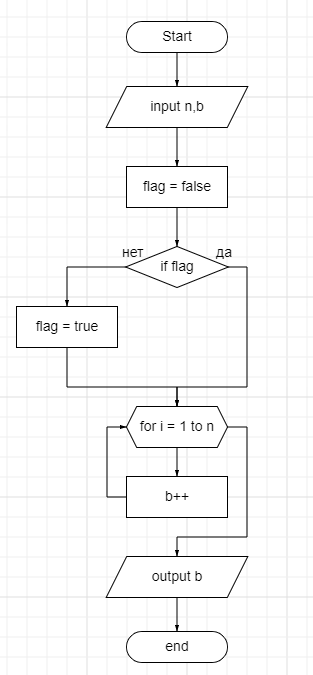 Start
input n,b
flag = false
нет
да
if flag
flag = true
for i = 1 to n
b++
output b
end